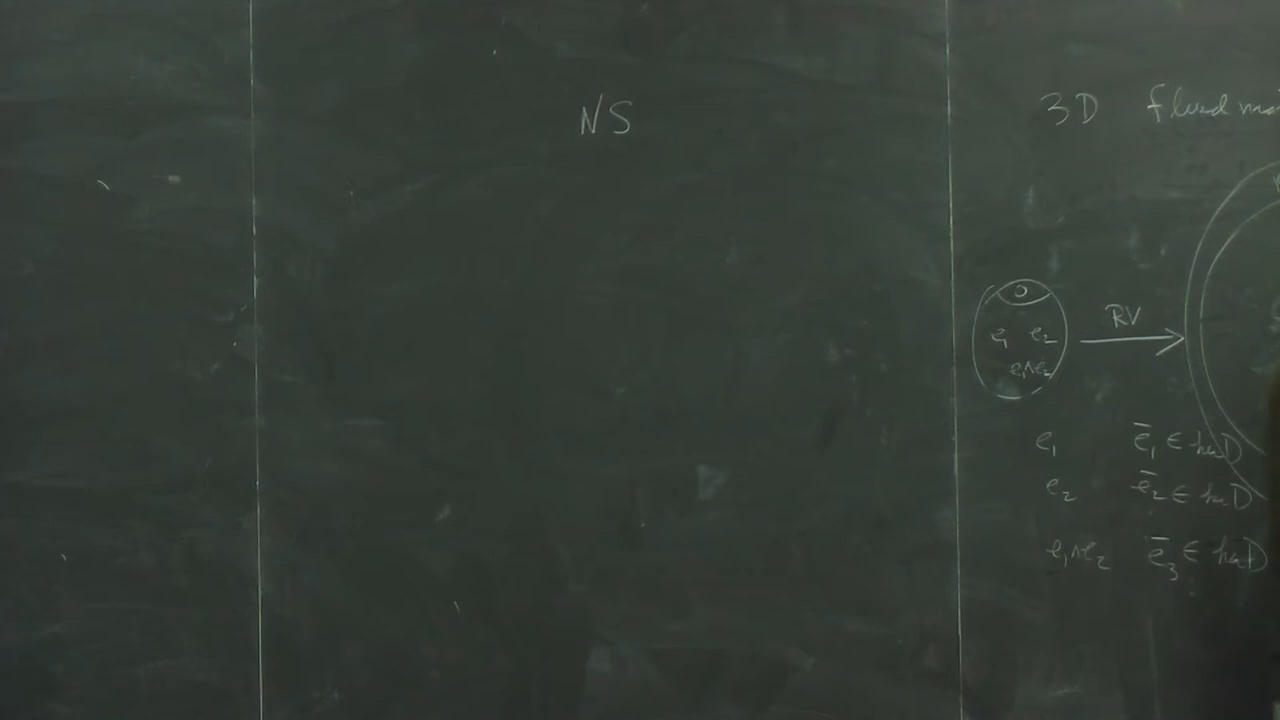 NS
3D fluid
RV
e₁ e₂
e₁∧e₂
e₁ ē₁ ∈ ker D
e₂ ē₂ ∈ ker D
e₁∧e₂ ē₃ ∈ ker D